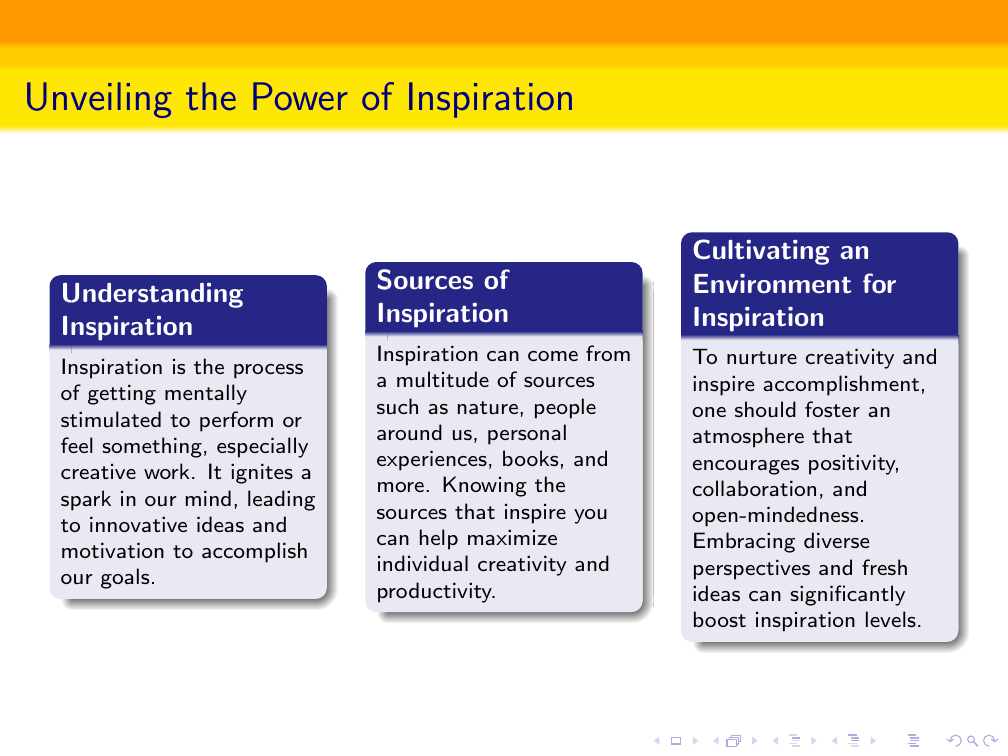 Unveiling the Power of Inspiration
Understanding
Inspiration
Inspiration is the process
of getting mentally
stimulated to perform or
feel something, especially
creative work. It ignites a
spark in our mind, leading
to innovative ideas and
motivation to accomplish
our goals.
Sources of
Inspiration
Inspiration can come from
a multitude of sources
such as nature, people
around us, personal
experiences, books, and
more. Knowing the
sources that inspire you
can help maximize
individual creativity and
productivity.
Cultivating an
Environment for
Inspiration
To nurture creativity and
inspire accomplishment,
one should foster an
atmosphere that
encourages positivity,
collaboration, and
open-mindedness.
Embracing diverse
perspectives and fresh
ideas can significantly
boost inspiration levels.